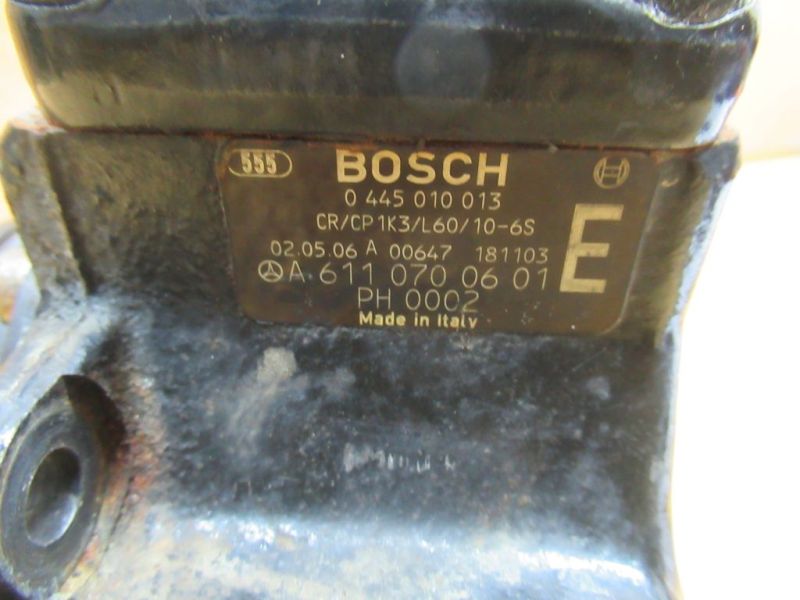 555 BOSCH
0 445 010 013
CR/CP1K3/L60/10-6S
02.05.06 A 00647 181103
A 611 070 06 01
PH 0002
E
Made in Italy